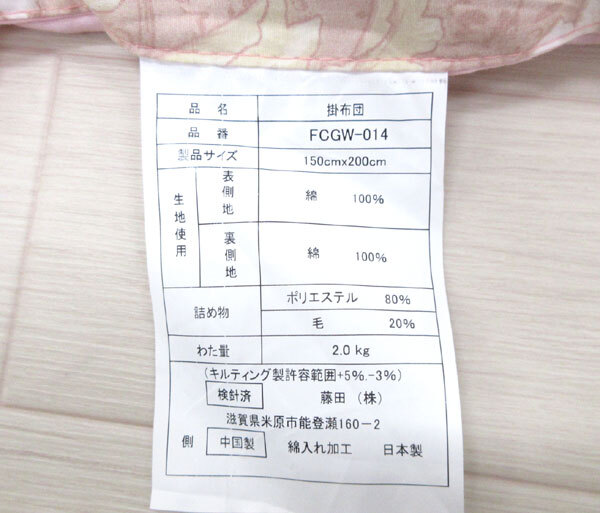 品名 掛布団
品番 FCGW-014
製品サイズ 150cmx200cm
生地使用 表側地 綿 100%
裏側地 綿 100%
詰め物 ポリエステル 80%
毛 20%
わた量 2.0kg
(キルティング製許容範囲+5%.-3%)
検針済 藤田(株)
滋賀県米原市能登瀬160-2
側 中国製 綿入れ加工 日本製